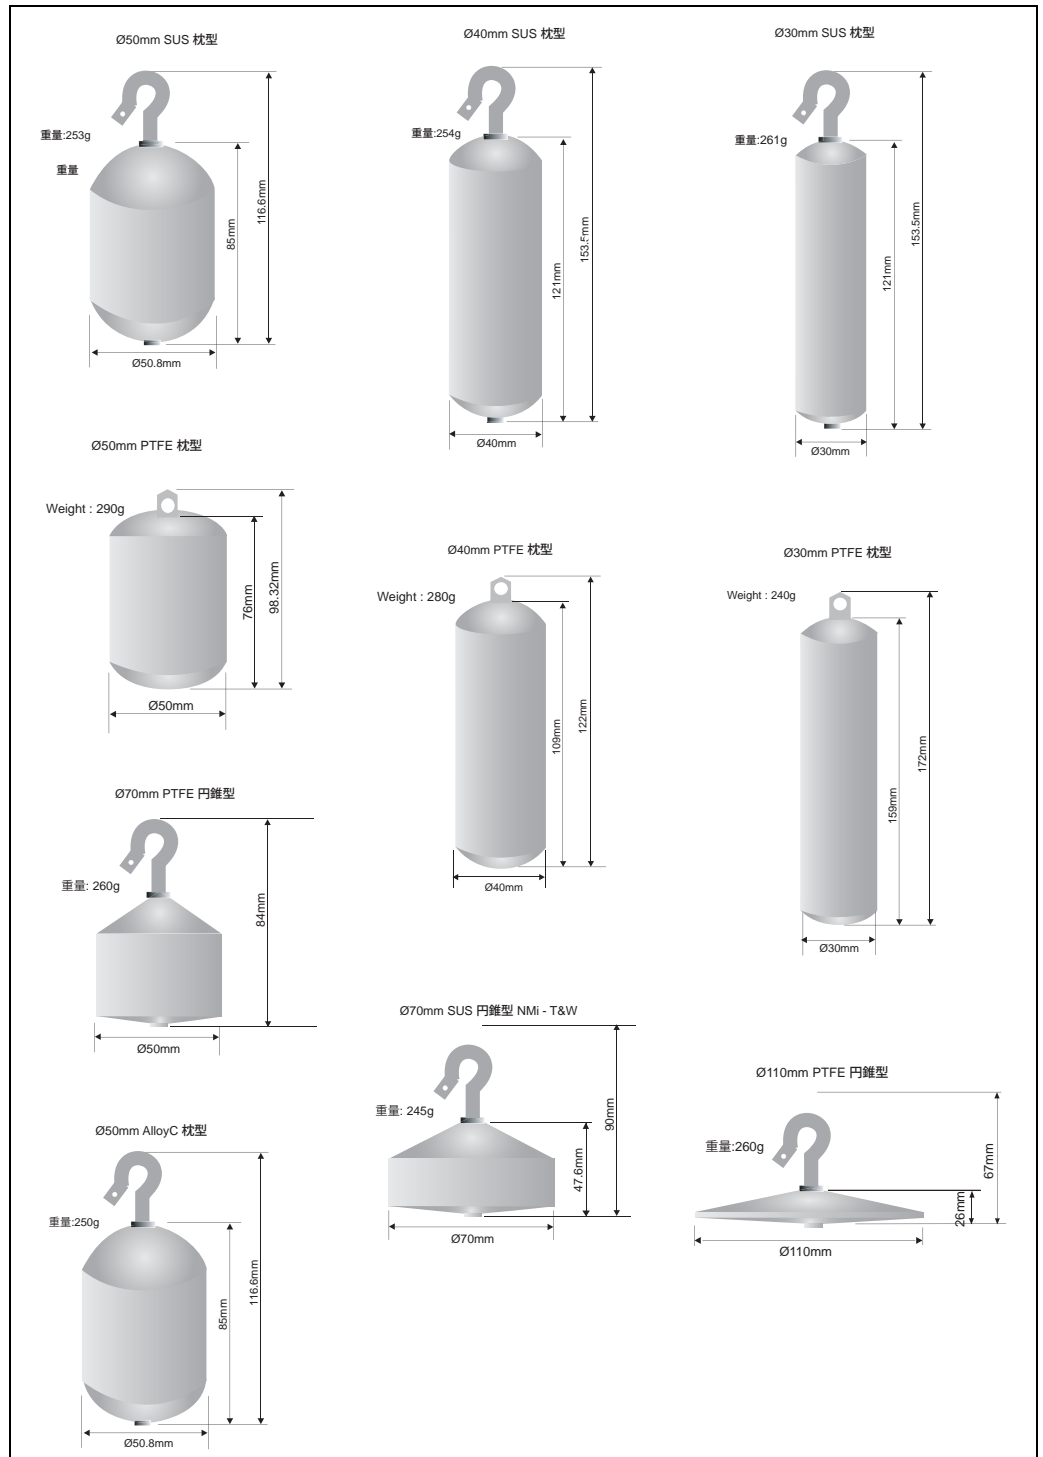 Ø50mm SUS 枕型
重量:253g
重量
85mm
116.6mm
Ø50.8mm
Ø40mm SUS 枕型
重量:254g
121mm
153.5mm
Ø40mm
Ø30mm SUS 枕型
重量:261g
121mm
153.5mm
Ø30mm
Ø50mm PTFE 枕型
Weight : 290g
76mm
98.32mm
Ø50mm
Ø40mm PTFE 枕型
Weight : 280g
109mm
122mm
Ø40mm
Ø30mm PTFE 枕型
Weight : 240g
159mm
172mm
Ø30mm
Ø70mm PTFE 円錐型
重量: 260g
84mm
Ø50mm
Ø70mm SUS 円錐型 NMi - T&W
重量: 245g
47.6mm
90mm
Ø70mm
Ø110mm PTFE 円錐型
重量:260g
26mm
67mm
Ø110mm
Ø50mm AlloyC 枕型
重量:250g
85mm
116.6mm
Ø50.8mm